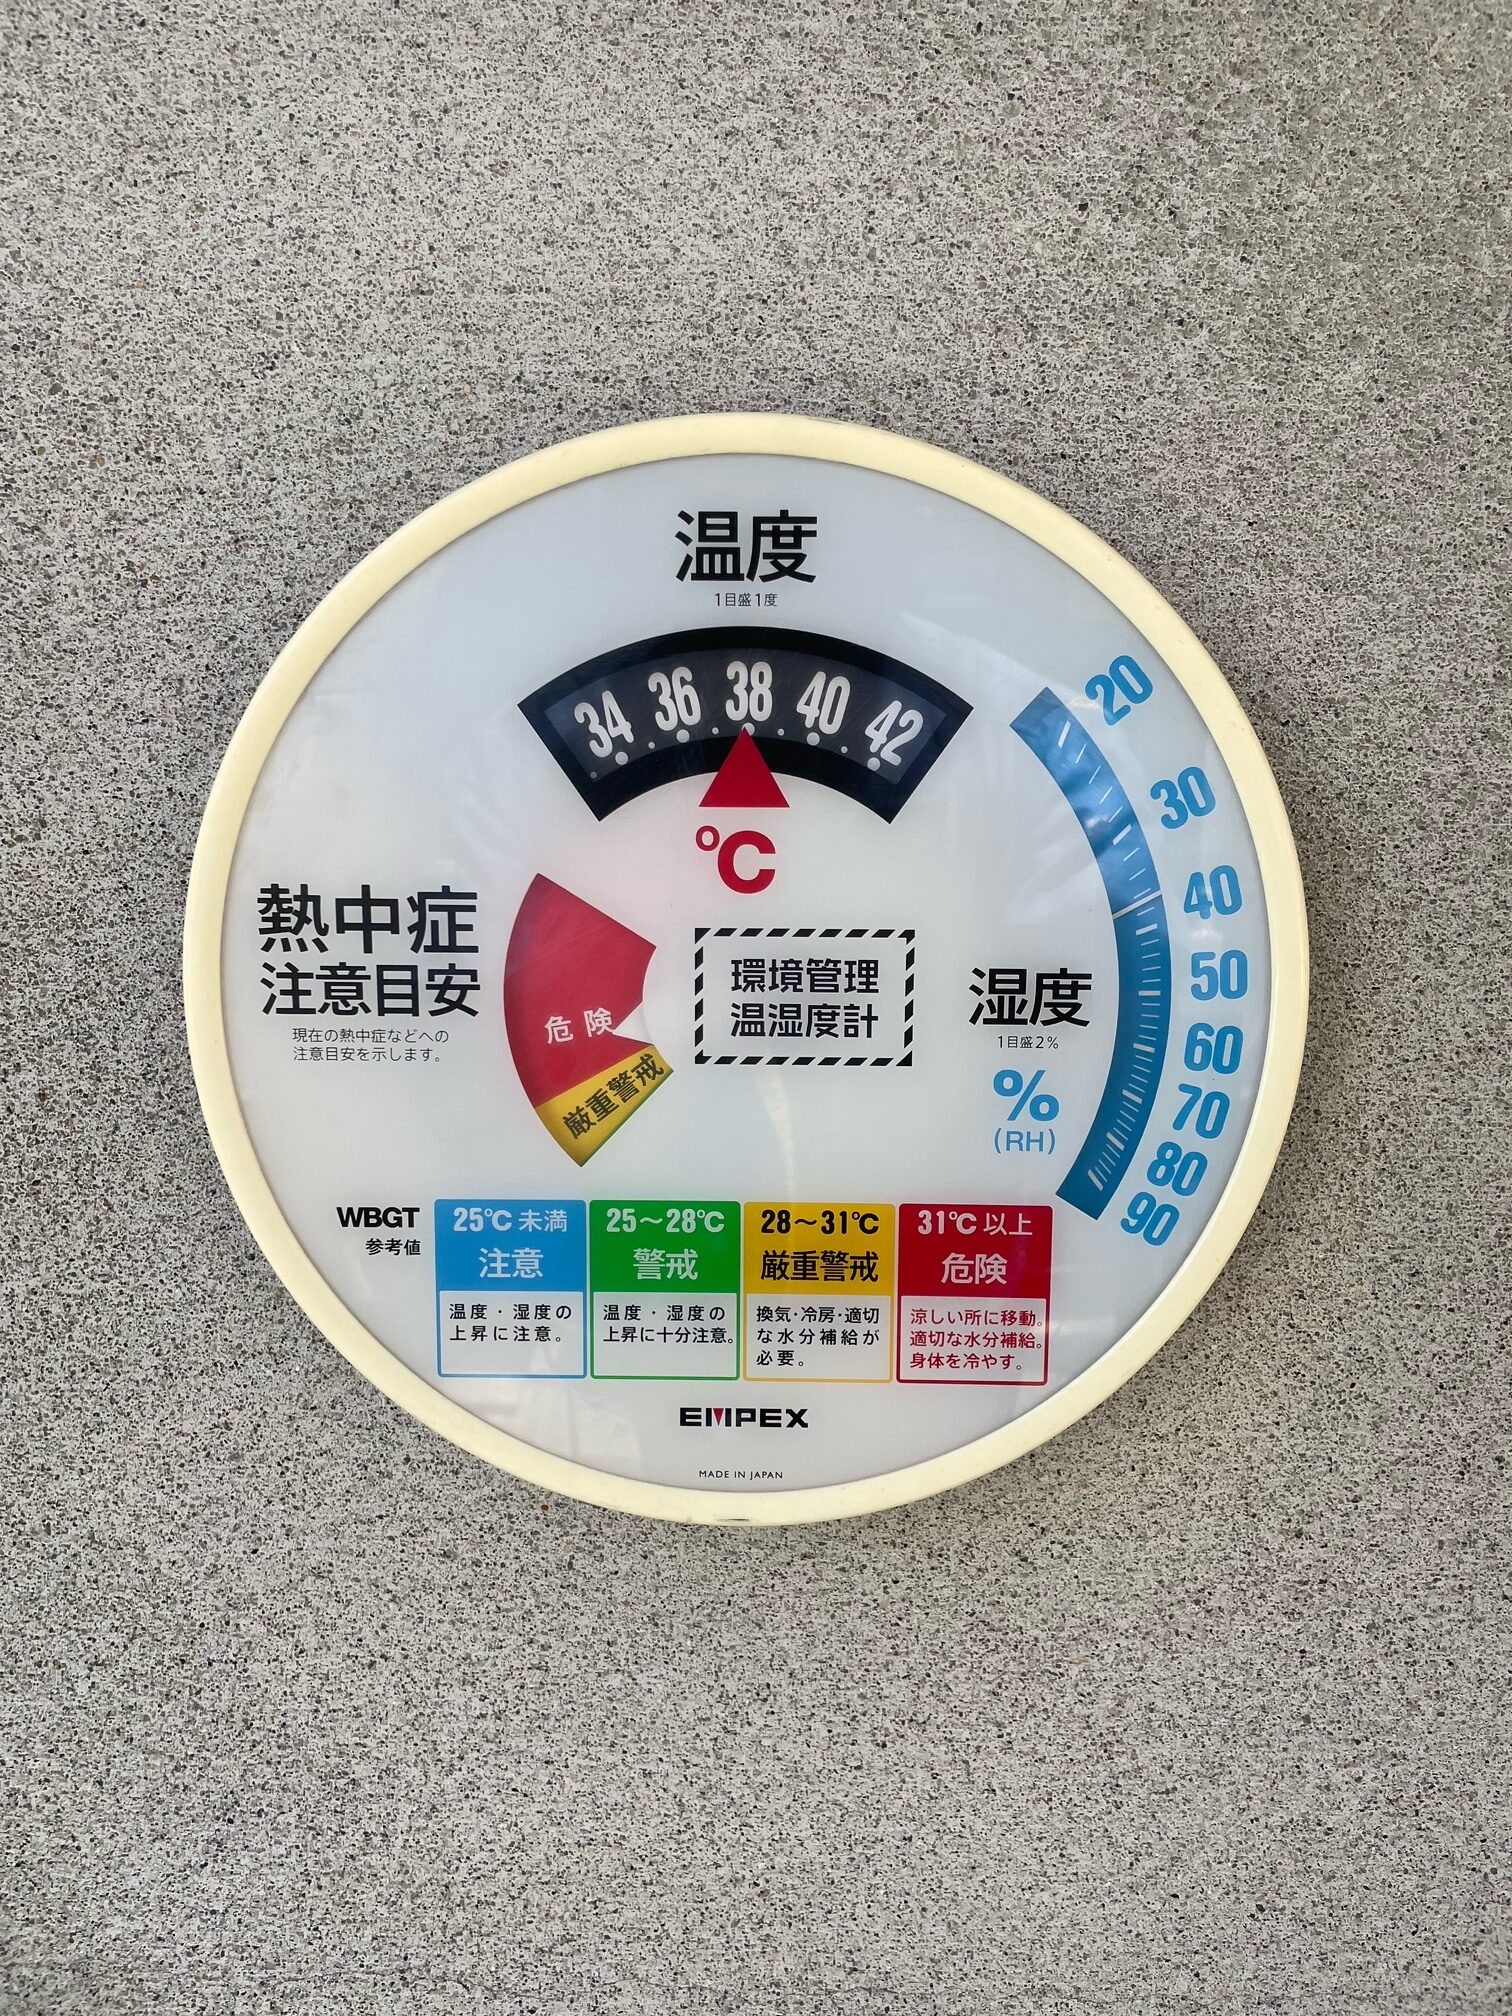 温度
1目盛1度
34 36 38 40 42
℃
20
30
40
50
60
70
80
90
熱中症
注意目安
現在の熱中症などへの
注意目安を示します。
危険
厳重警戒
環境管理
温湿度計
湿度
1目盛2%
%
(RH)
WBGT
参考値
25℃未満
注意
温度・湿度の
上昇に注意。
25～28℃
警戒
温度・湿度の
上昇に十分注意。
28～31℃
厳重警戒
換気・冷房・適切
な水分補給が
必要。
31℃以上
危険
涼しい所に移動。
適切な水分補給。
身体を冷やす。
EMPEX
MADE IN JAPAN